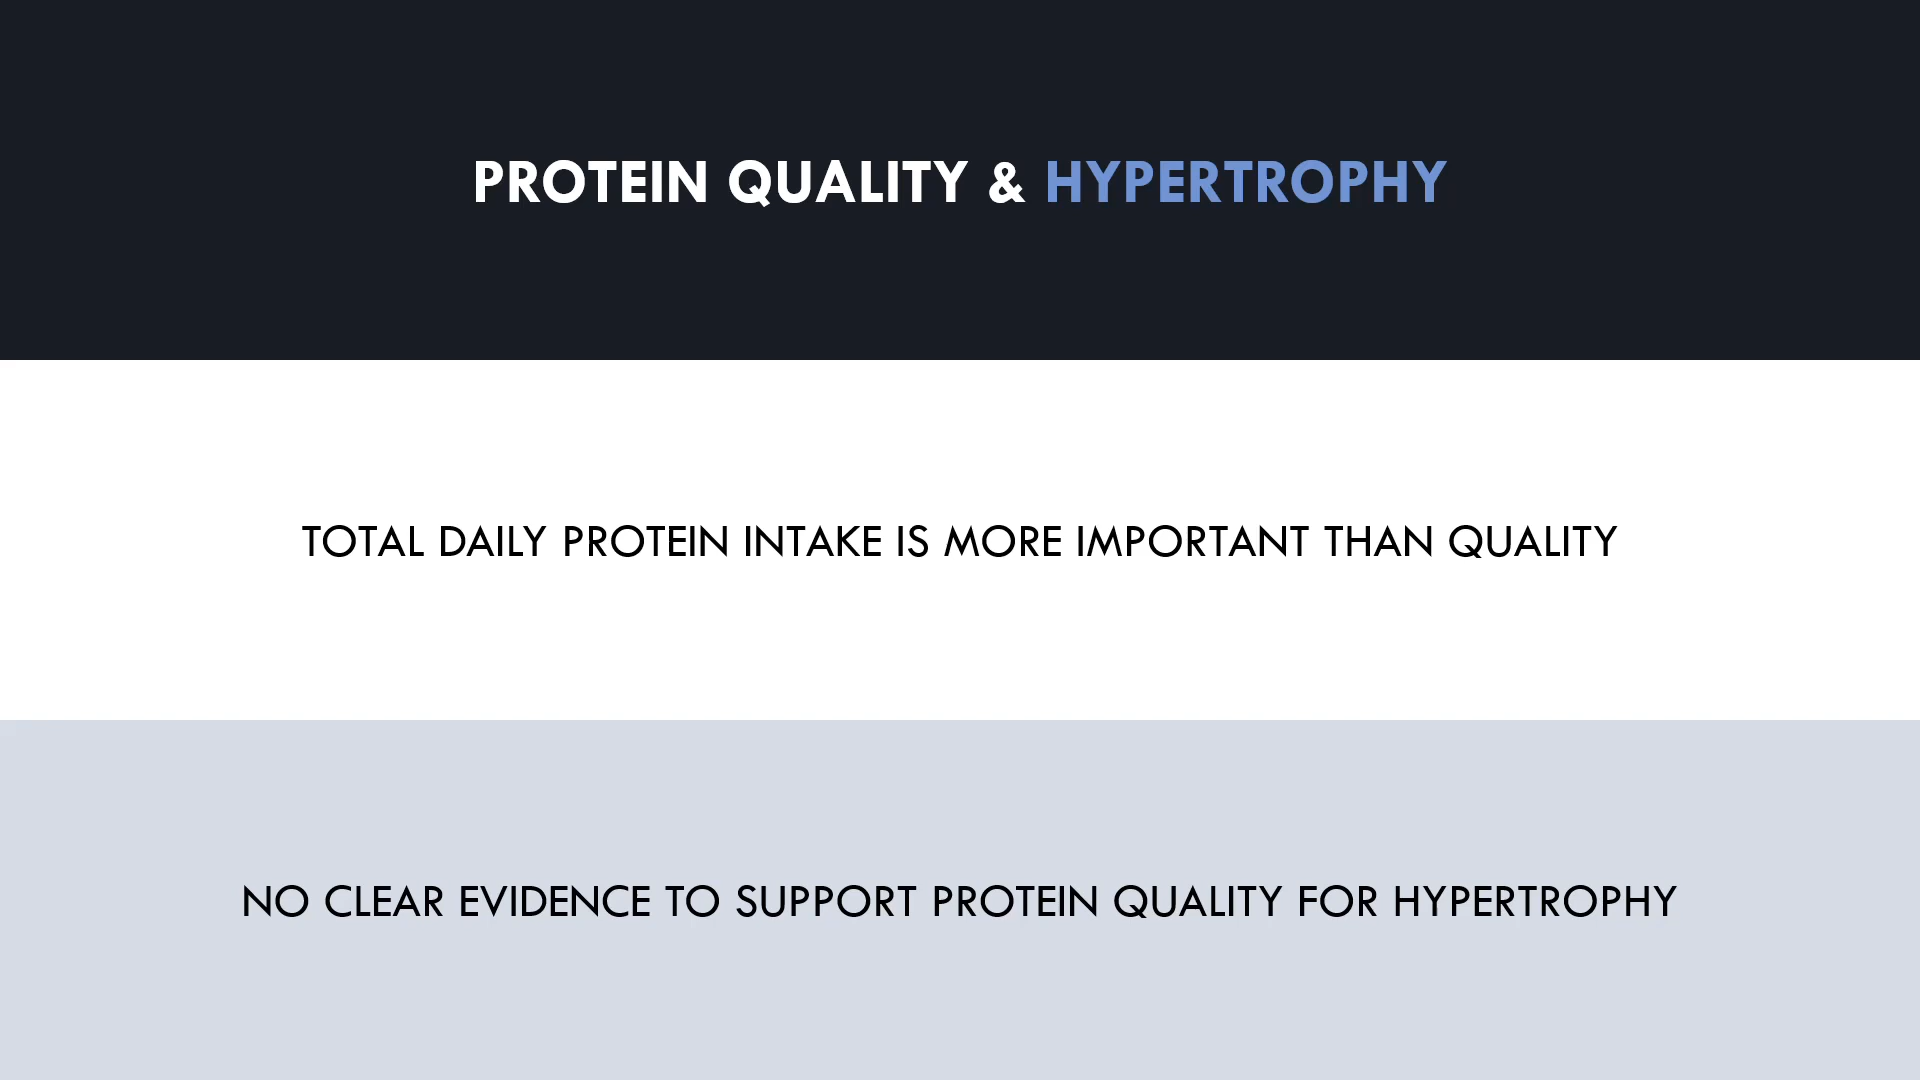 PROTEIN QUALITY & HYPERTROPHY
TOTAL DAILY PROTEIN INTAKE IS MORE IMPORTANT THAN QUALITY
NO CLEAR EVIDENCE TO SUPPORT PROTEIN QUALITY FOR HYPERTROPHY